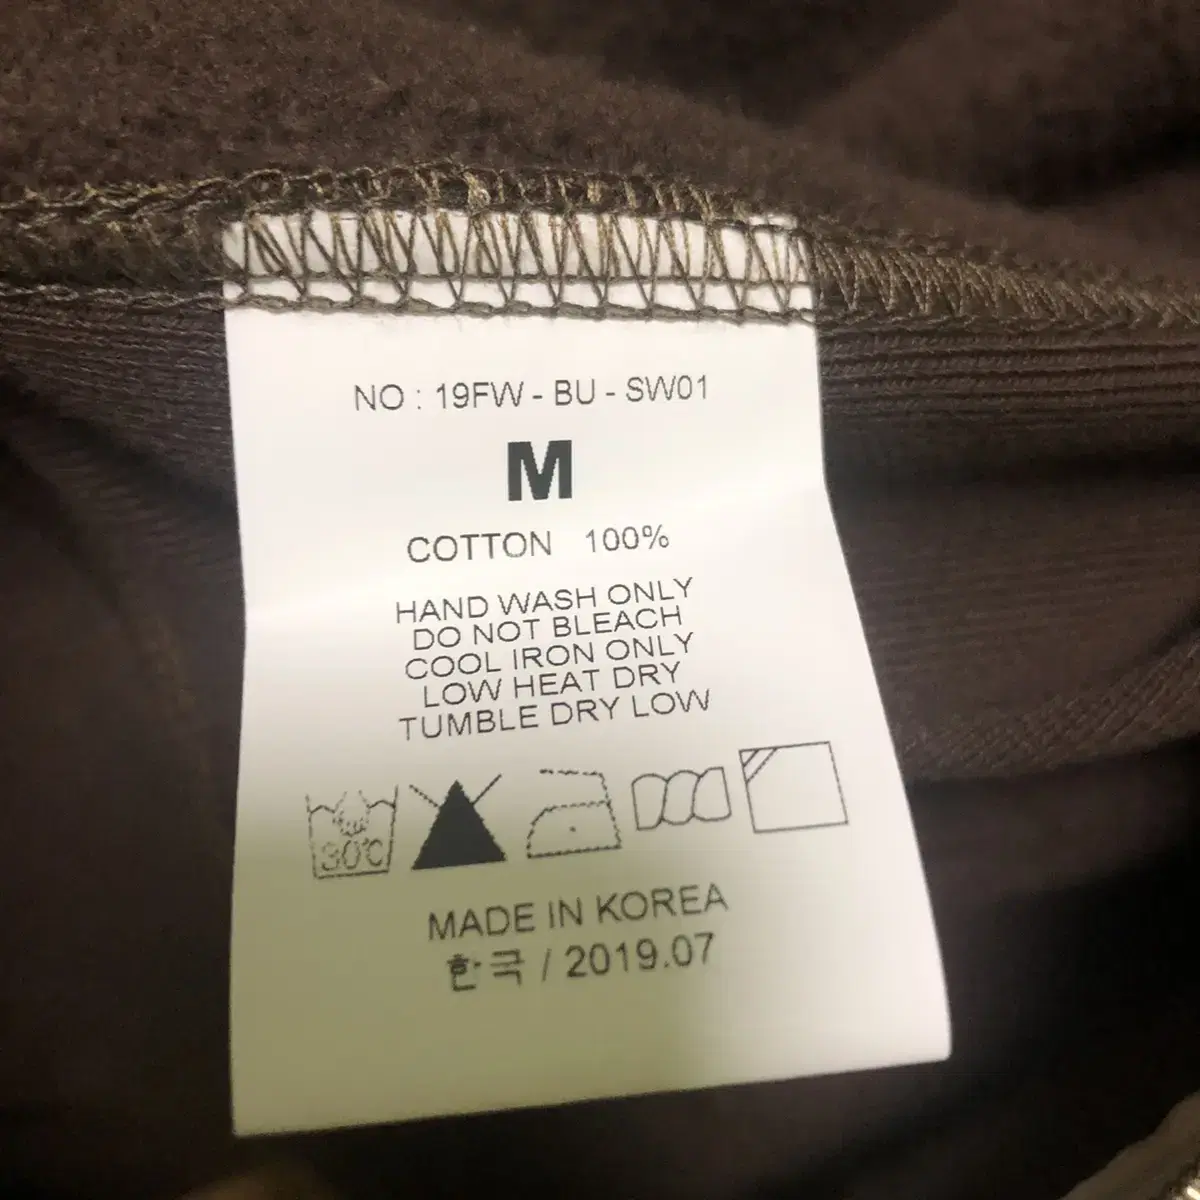 NO : 19FW - BU - SW01
M
COTTON 100%
HAND WASH ONLY
DO NOT BLEACH
COOL IRON ONLY
LOW HEAT DRY
TUMBLE DRY LOW
30℃
MADE IN KOREA
한국 / 2019.07